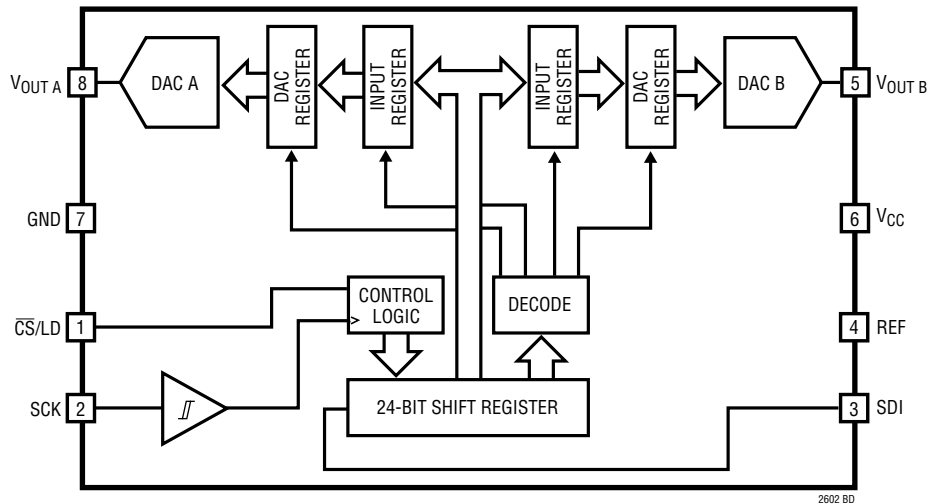 VOUT A 8 DAC A DAC REGISTER INPUT REGISTER INPUT REGISTER DAC REGISTER DAC B 5 VOUT B
GND 7 6 VCC
CS/LD 1 CONTROL LOGIC DECODE 4 REF
SCK 2 24-BIT SHIFT REGISTER 3 SDI
2602 BD